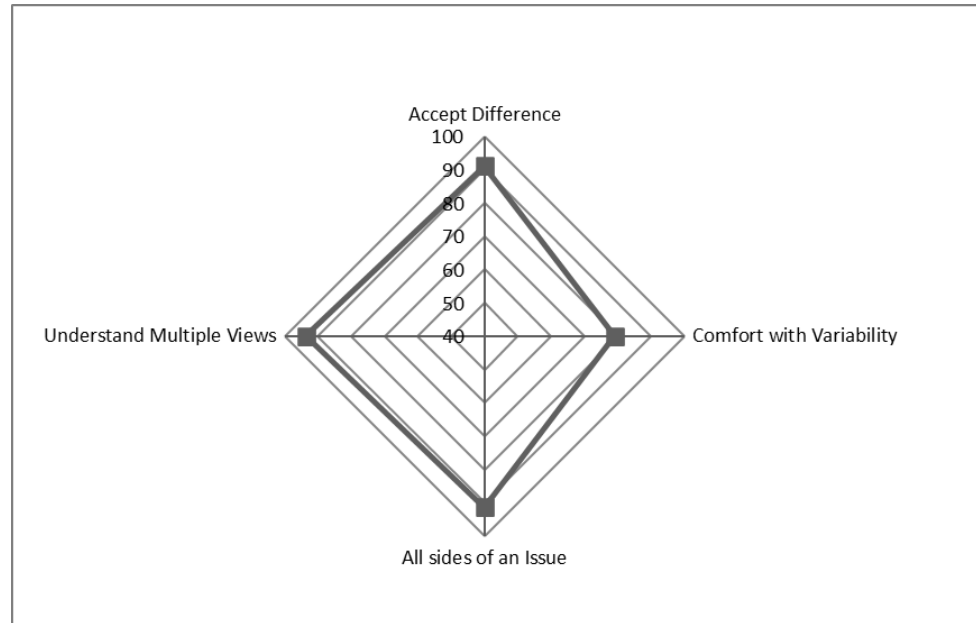 Accept Difference
100
90
80
70
60
50
40
Understand Multiple Views
Comfort with Variability
All sides of an Issue